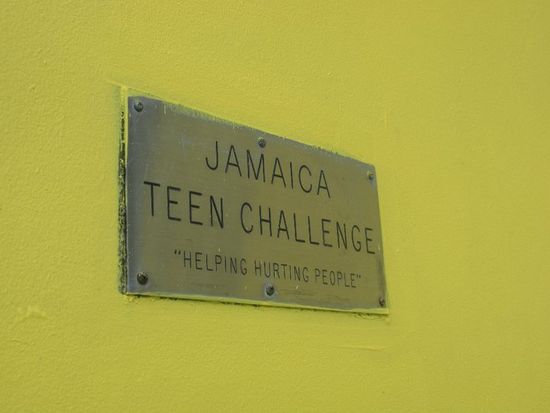 JAMAICA
TEEN CHALLENGE
"HELPING HURTING PEOPLE"